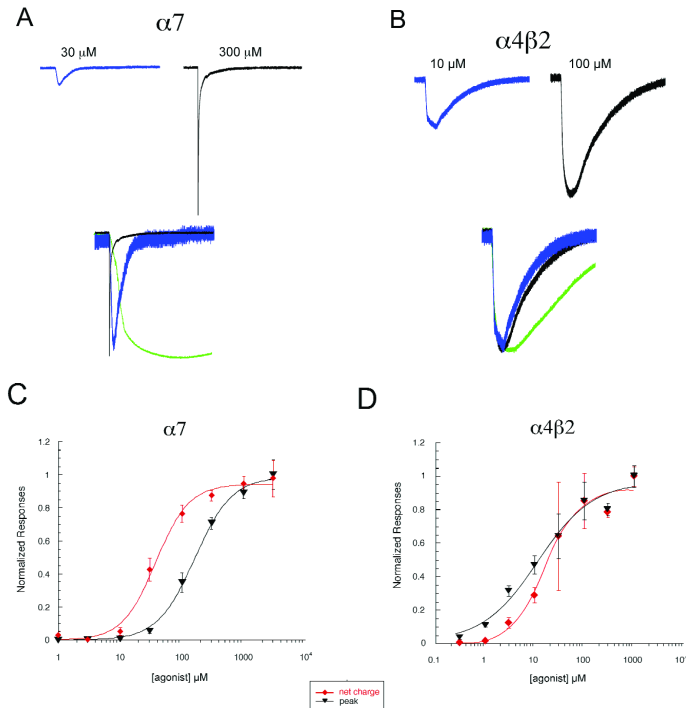 A
α7
30 µM
300 µM
B
α4β2
10 µM
100 µM
C
α7
Normalized Responses
1.2
1
0.8
0.6
0.4
0.2
0
1
10
100
1000
10⁴
[agonist] µM
D
α4β2
Normalized Responses
1.2
1
0.8
0.6
0.4
0.2
0
0.1
1
10
100
1000
10
[agonist] µM
net charge
peak